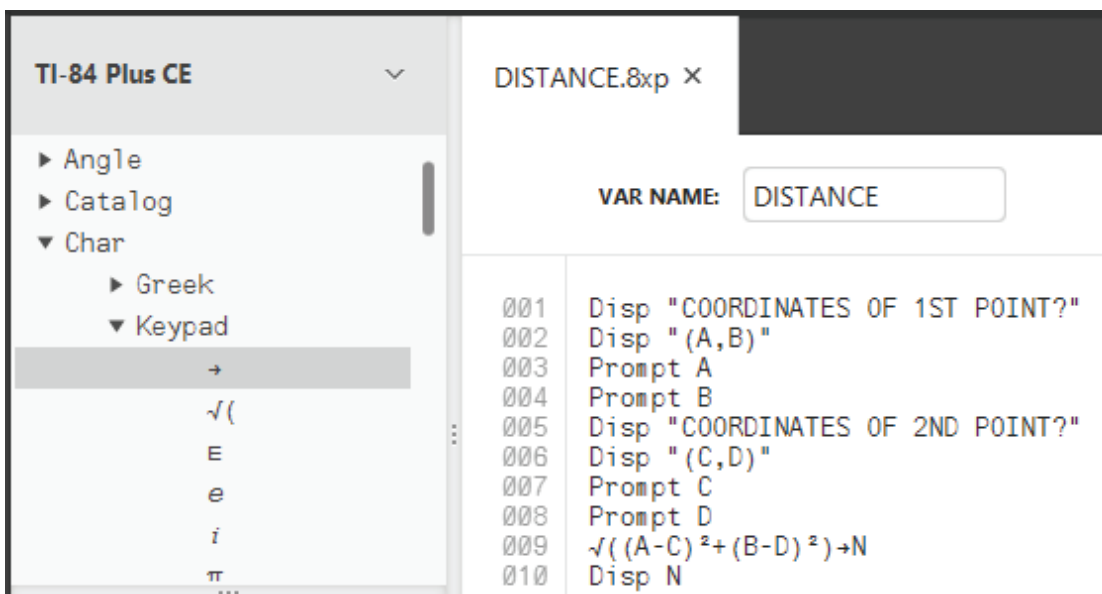 TI-84 Plus CE
▶ Angle
▶ Catalog
▼ Char
▶ Greek
▼ Keypad
→
√(
E
e
i
π
DISTANCE.8xp ×
VAR NAME: DISTANCE
001 Disp "COORDINATES OF 1ST POINT?"
002 Disp "(A,B)"
003 Prompt A
004 Prompt B
005 Disp "COORDINATES OF 2ND POINT?"
006 Disp "(C,D)"
007 Prompt C
008 Prompt D
009 √((A-C)²+(B-D)²)→N
010 Disp N